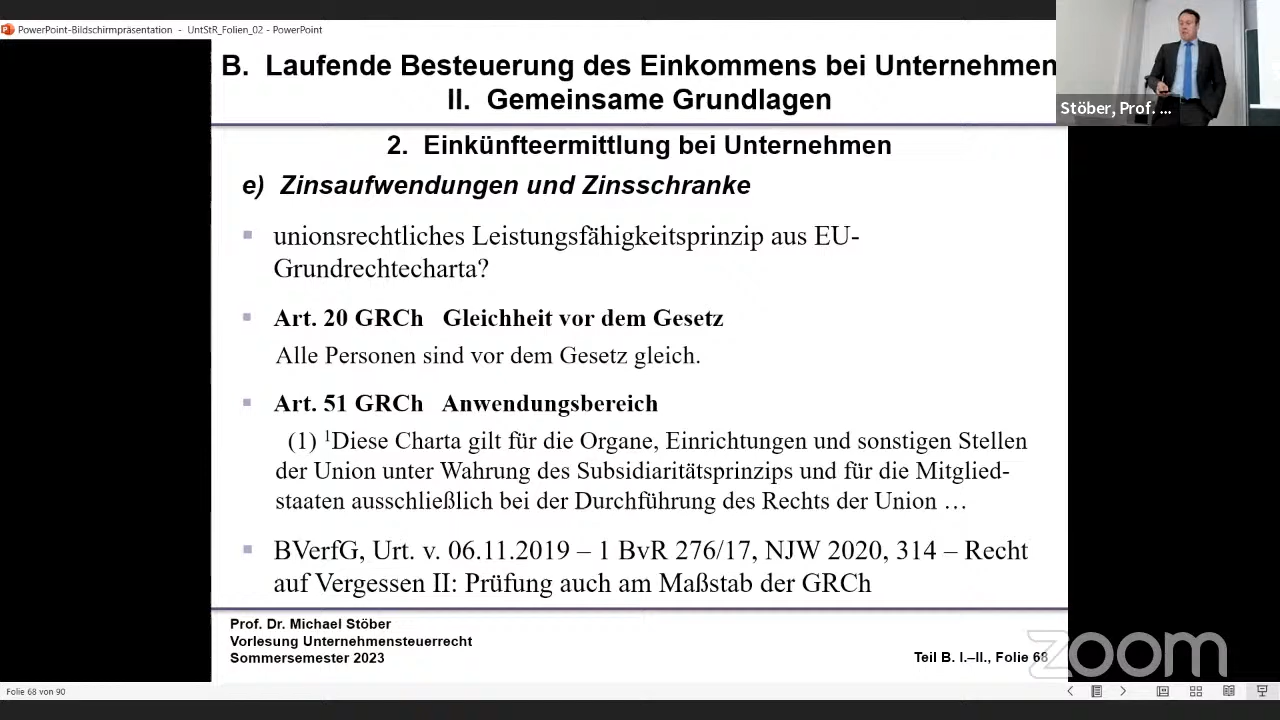 PowerPoint-Bildschirmpräsentation - UntStR_Folien_02 - PowerPoint
B. Laufende Besteuerung des Einkommens bei Unternehmen
II. Gemeinsame Grundlagen
Stöber, Prof. ...
2. Einkünfteermittlung bei Unternehmen
e) Zinsaufwendungen und Zinsschranke
unionsrechtliches Leistungsfähigkeitsprinzip aus EU-
Grundrechtecharta?
Art. 20 GRCh Gleichheit vor dem Gesetz
Alle Personen sind vor dem Gesetz gleich.
Art. 51 GRCh Anwendungsbereich
(1) ¹Diese Charta gilt für die Organe, Einrichtungen und sonstigen Stellen
der Union unter Wahrung des Subsidiaritätsprinzips und für die Mitglied-
staaten ausschließlich bei der Durchführung des Rechts der Union …
BVerfG, Urt. v. 06.11.2019 – 1 BvR 276/17, NJW 2020, 314 – Recht
auf Vergessen II: Prüfung auch am Maßstab der GRCh
Prof. Dr. Michael Stöber
Vorlesung Unternehmensteuerrecht
Sommersemester 2023
Teil B. I.–II., Folie 68
zoom
Folie 68 von 90